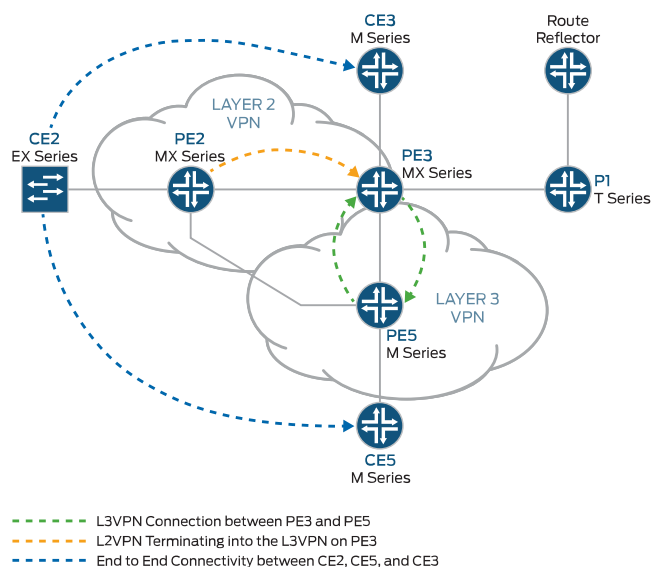 CE3
M Series
Route
Reflector
LAYER 2
VPN
CE2
EX Series
PE2
MX Series
PE3
MX Series
P1
T Series
LAYER 3
VPN
PE5
M Series
CE5
M Series
L3VPN Connection between PE3 and PE5
L2VPN Terminating into the L3VPN on PE3
End to End Connectivity between CE2, CE5, and CE3